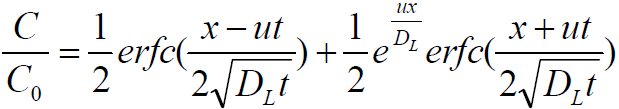 C/C₀ = 1/2 erfc((x − ut)/(2√(D_L t))) + 1/2 e^(ux/D_L) erfc((x + ut)/(2√(D_L t)))